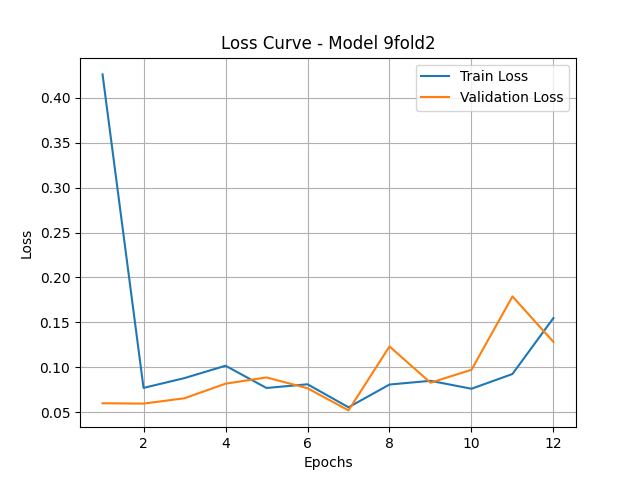 Loss Curve - Model 9fold2
Train Loss
Validation Loss
0.40
0.35
0.30
0.25
0.20
0.15
0.10
0.05
Loss
2 4 6 8 10 12
Epochs